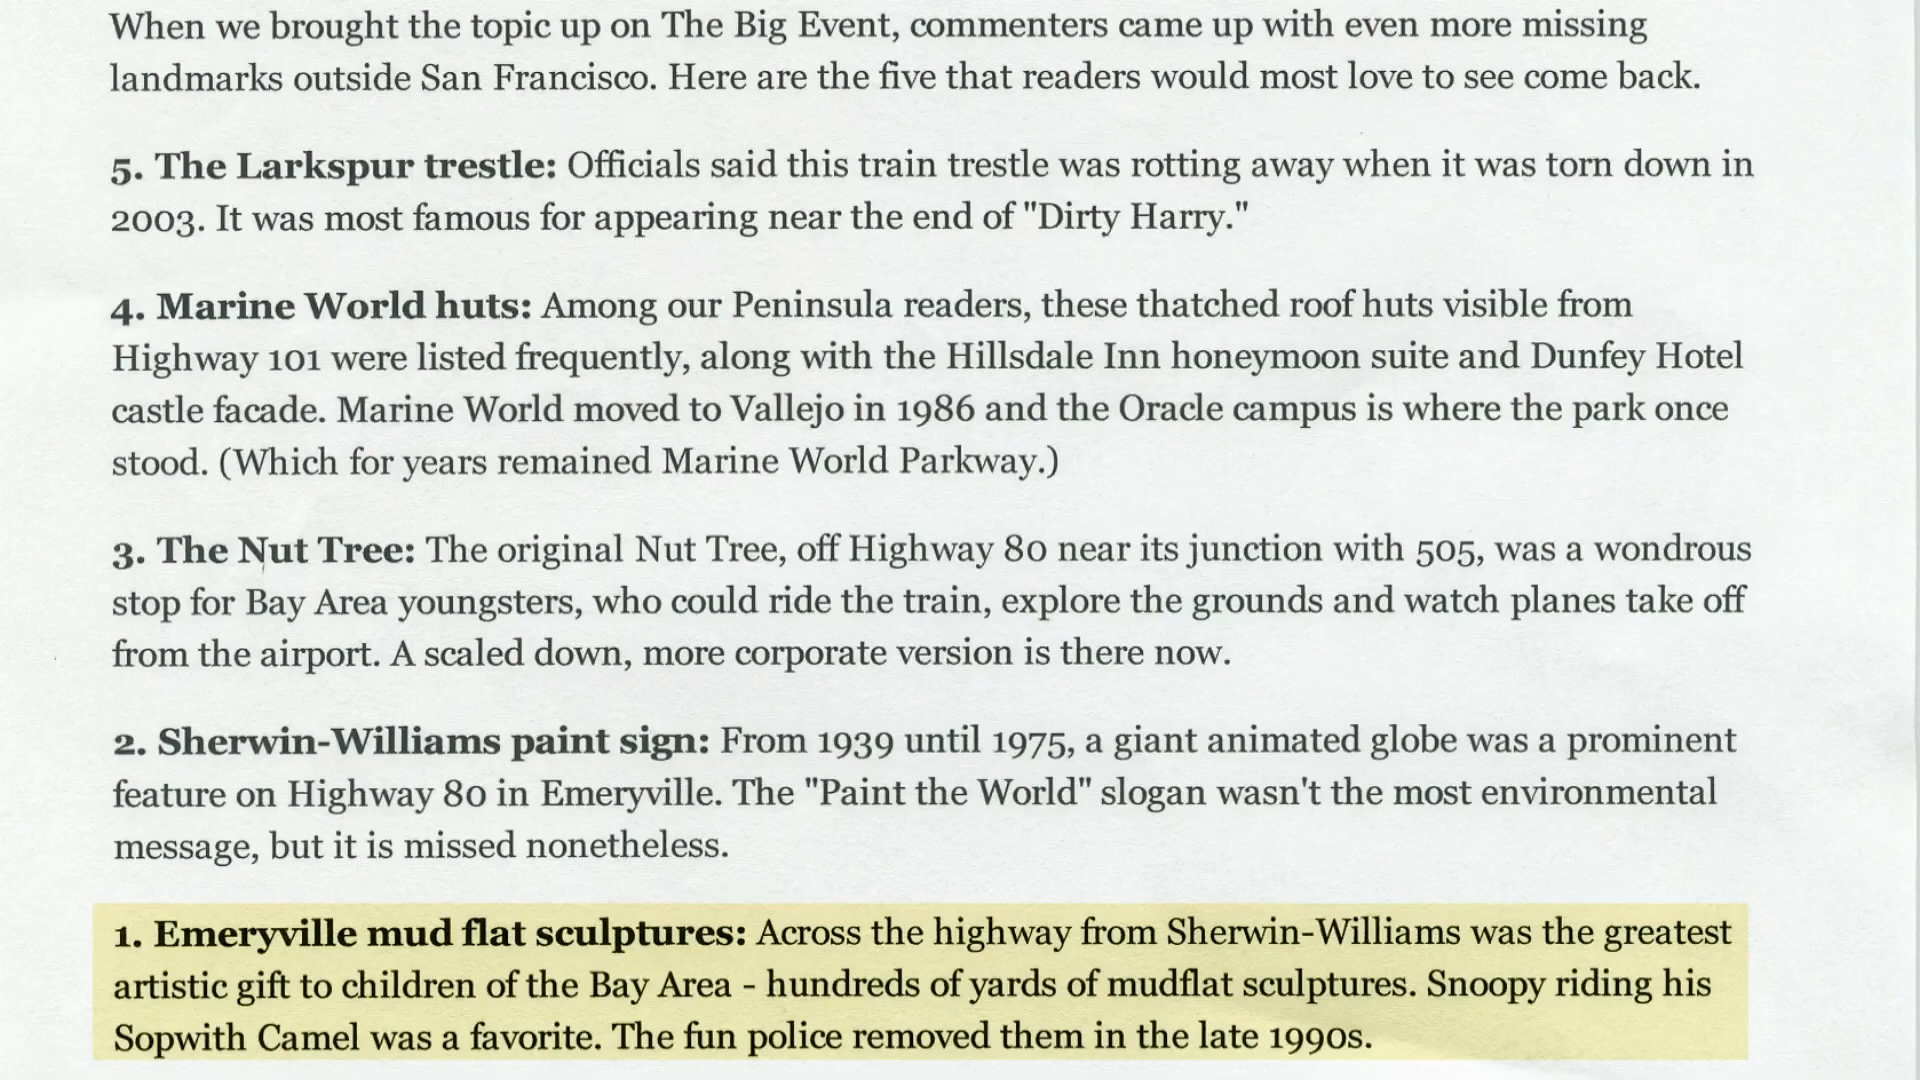 When we brought the topic up on The Big Event, commenters came up with even more missing
landmarks outside San Francisco. Here are the five that readers would most love to see come back.
5. The Larkspur trestle: Officials said this train trestle was rotting away when it was torn down in
2003. It was most famous for appearing near the end of "Dirty Harry."
4. Marine World huts: Among our Peninsula readers, these thatched roof huts visible from
Highway 101 were listed frequently, along with the Hillsdale Inn honeymoon suite and Dunfey Hotel
castle facade. Marine World moved to Vallejo in 1986 and the Oracle campus is where the park once
stood. (Which for years remained Marine World Parkway.)
3. The Nut Tree: The original Nut Tree, off Highway 80 near its junction with 505, was a wondrous
stop for Bay Area youngsters, who could ride the train, explore the grounds and watch planes take off
from the airport. A scaled down, more corporate version is there now.
2. Sherwin-Williams paint sign: From 1939 until 1975, a giant animated globe was a prominent
feature on Highway 80 in Emeryville. The "Paint the World" slogan wasn't the most environmental
message, but it is missed nonetheless.
1. Emeryville mud flat sculptures: Across the highway from Sherwin-Williams was the greatest
artistic gift to children of the Bay Area - hundreds of yards of mudflat sculptures. Snoopy riding his
Sopwith Camel was a favorite. The fun police removed them in the late 1990s.